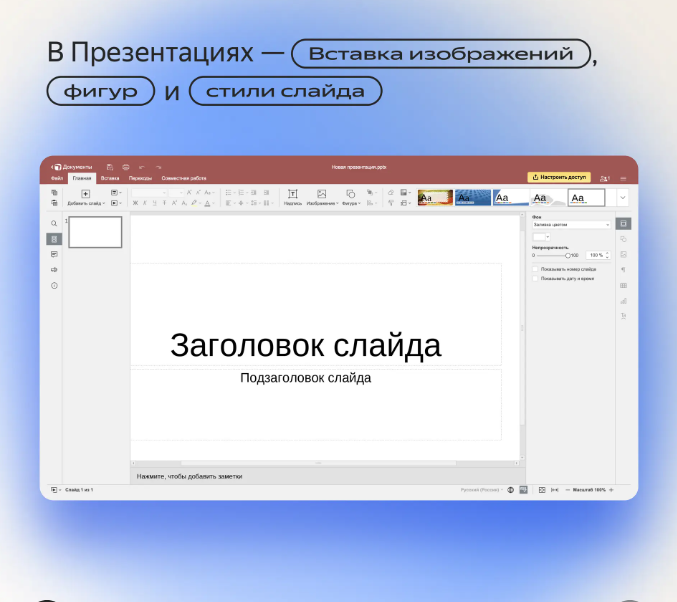 В Презентациях — Вставка изображений,
фигур и стили слайда
Документы
Новая презентация.pptx
Файл Главная Вставка Переходы Совместная работа
Настроить доступ
Добавить слайд
Надпись Изображение Фигура
Aa Aa Aa Aa Aa
1
Фон
Заливка цветом
Непрозрачность
0 100 100 %
Показывать номер слайда
Показывать дату и время
Заголовок слайда
Подзаголовок слайда
Нажмите, чтобы добавить заметки
Слайд 1 из 1
Русский (Россия)
Масштаб 100%